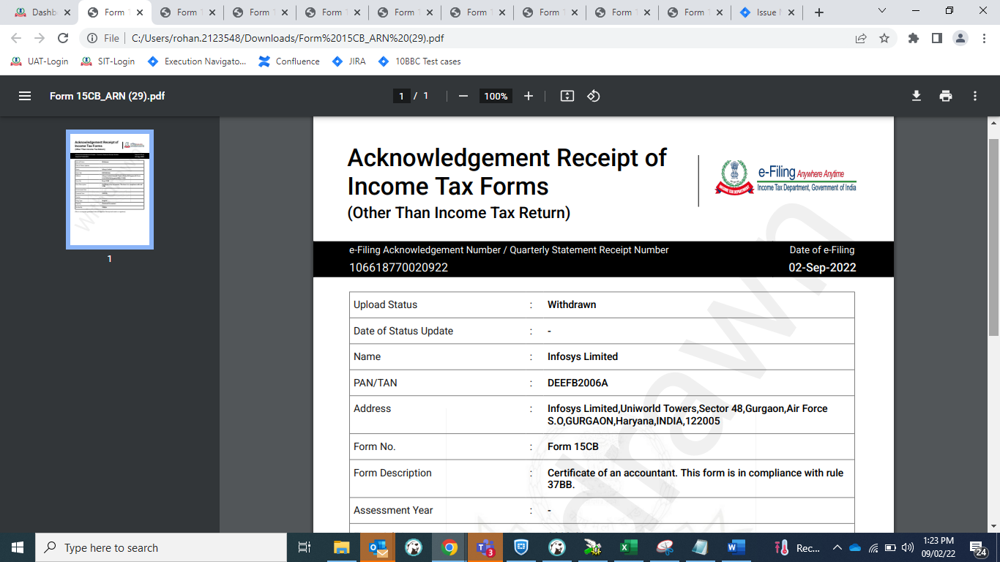 Dashb
Form
Form
Form
Form
Form
Form
Form
Form
Form
Issue
File
C:/Users/rohan.2123548/Downloads/Form%2015CB_ARN%20(29).pdf
UAT-Login
SIT-Login
Execution Navigato...
Confluence
JIRA
10BBC Test cases
Form 15CB_ARN (29).pdf
1 / 1
100%
Acknowledgement Receipt of
Income Tax Forms
(Other Than Income Tax Return)
e-Filing Anywhere Anytime
Income Tax Department, Government of India
INCOME TAX DEPARTMENT
e-Filing Acknowledgement Number / Quarterly Statement Receipt Number
Date of e-Filing
106618770020922
02-Sep-2022
Upload Status : Withdrawn
Date of Status Update : -
Name : Infosys Limited
PAN/TAN : DEEFB2006A
Address : Infosys Limited,Uniworld Towers,Sector 48,Gurgaon,Air Force
S.O,GURGAON,Haryana,INDIA,122005
Form No. : Form 15CB
Form Description : Certificate of an accountant. This form is in compliance with rule
37BB.
Assessment Year : -
1
Type here to search
3
Rec...
1:23 PM
09/02/22
24